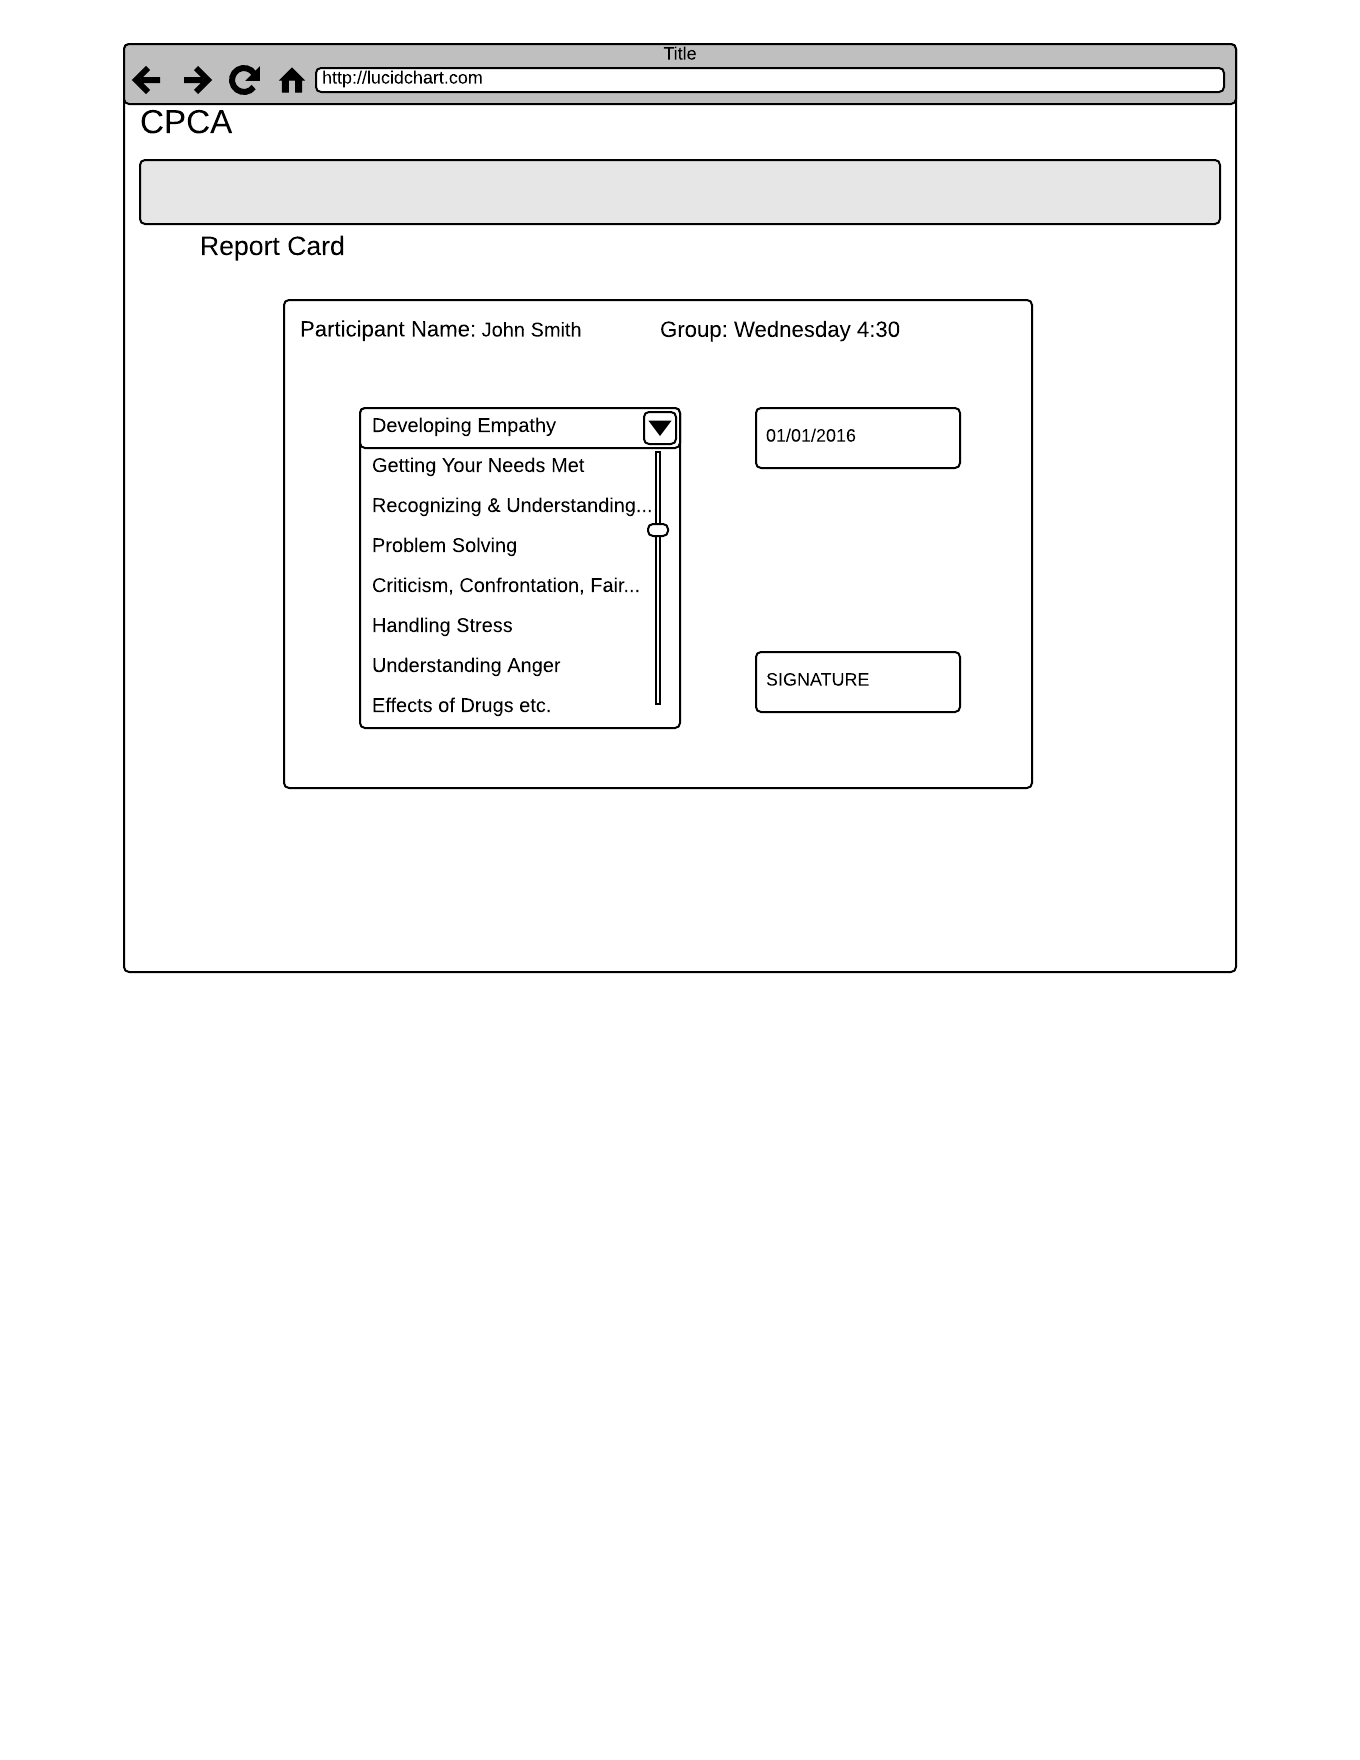 Title
http://lucidchart.com
CPCA
Report Card
Participant Name: John Smith
Group: Wednesday 4:30
Developing Empathy
01/01/2016
Getting Your Needs Met
Recognizing & Understanding...
Problem Solving
Criticism, Confrontation, Fair...
Handling Stress
Understanding Anger
SIGNATURE
Effects of Drugs etc.